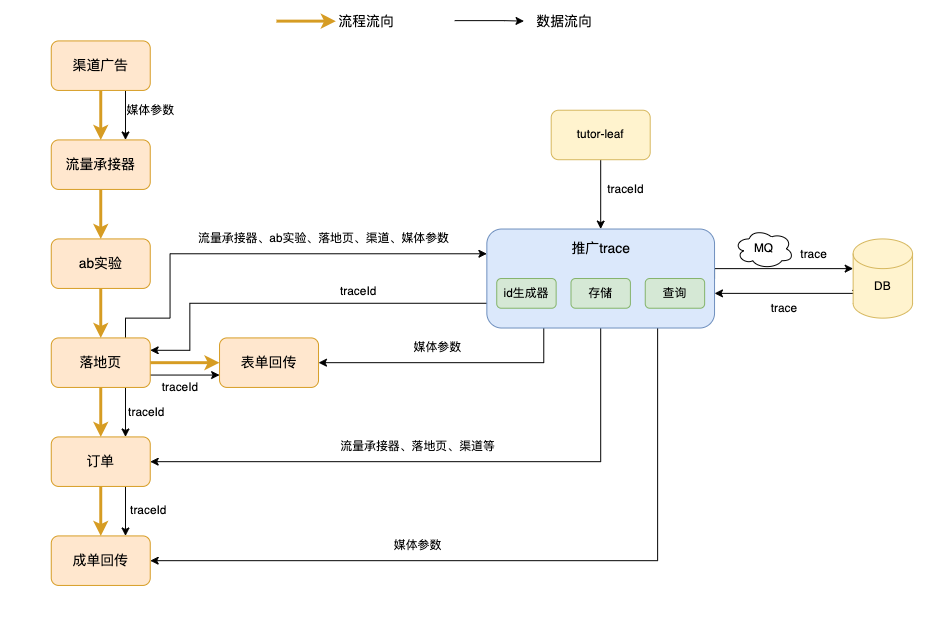 流程流向
数据流向
渠道广告
媒体参数
流量承接器
tutor-leaf
traceId
流量承接器、ab实验、落地页、渠道、媒体参数
推广trace
MQ
trace
ab实验
id生成器
存储
查询
DB
traceId
trace
落地页
表单回传
媒体参数
traceId
traceId
流量承接器、落地页、渠道等
订单
traceId
媒体参数
成单回传